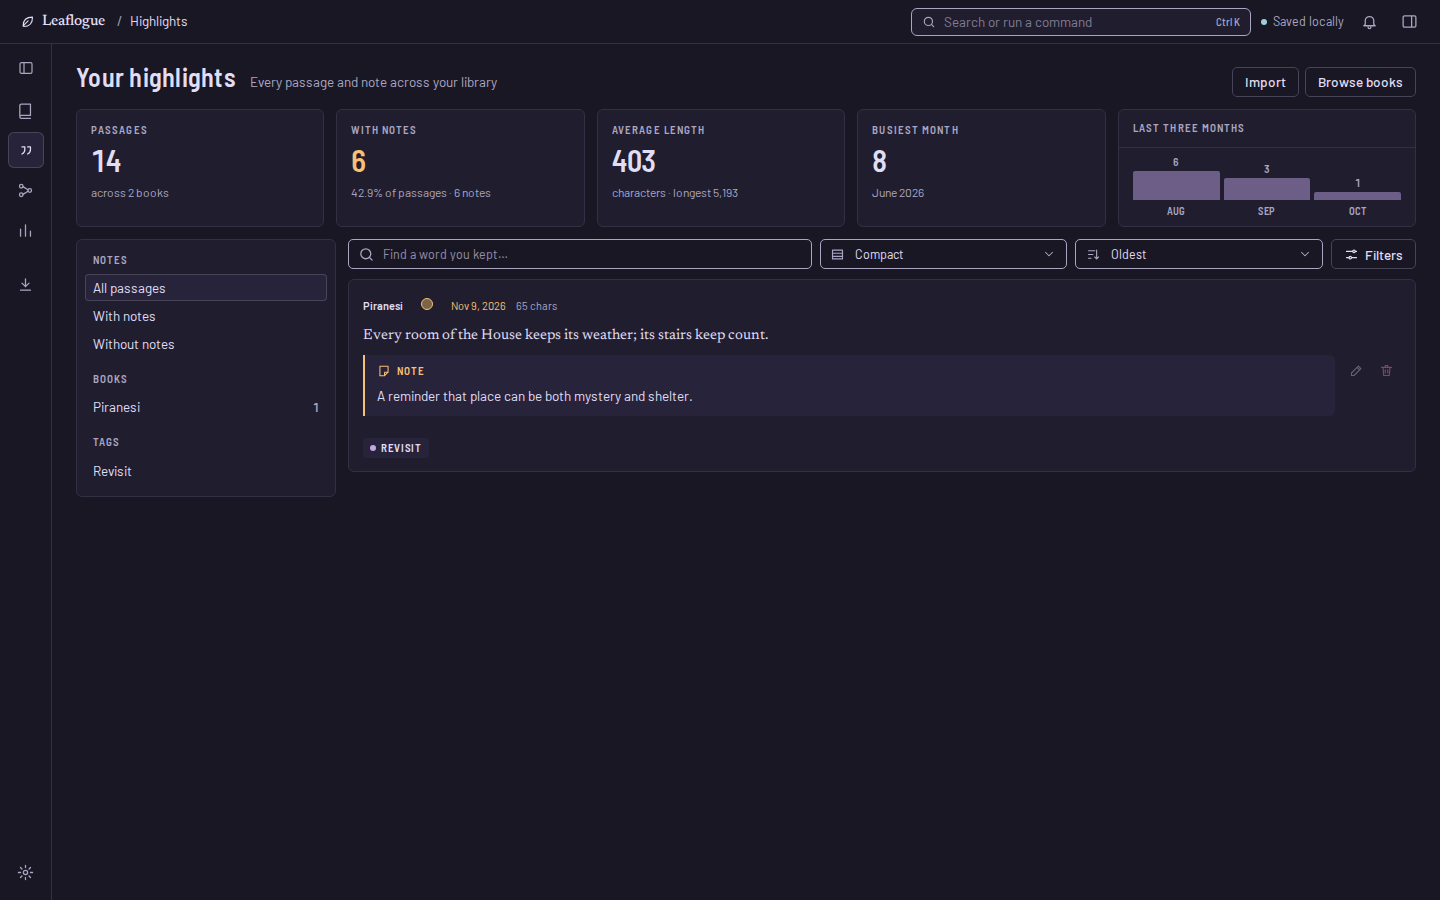 Leaflogue / Highlights
Search or run a command Ctrl K
Saved locally
Your highlights Every passage and note across your library
Import Browse books
PASSAGES
14
across 2 books
WITH NOTES
6
42.9% of passages · 6 notes
AVERAGE LENGTH
403
characters · longest 5,193
BUSIEST MONTH
8
June 2026
LAST THREE MONTHS
6 3 1
AUG SEP OCT
NOTES
All passages
With notes
Without notes
BOOKS
Piranesi 1
TAGS
Revisit
Find a word you kept... Compact Oldest Filters
Piranesi Nov 9, 2026 65 chars
Every room of the House keeps its weather; its stairs keep count.
NOTE
A reminder that place can be both mystery and shelter.
REVISIT